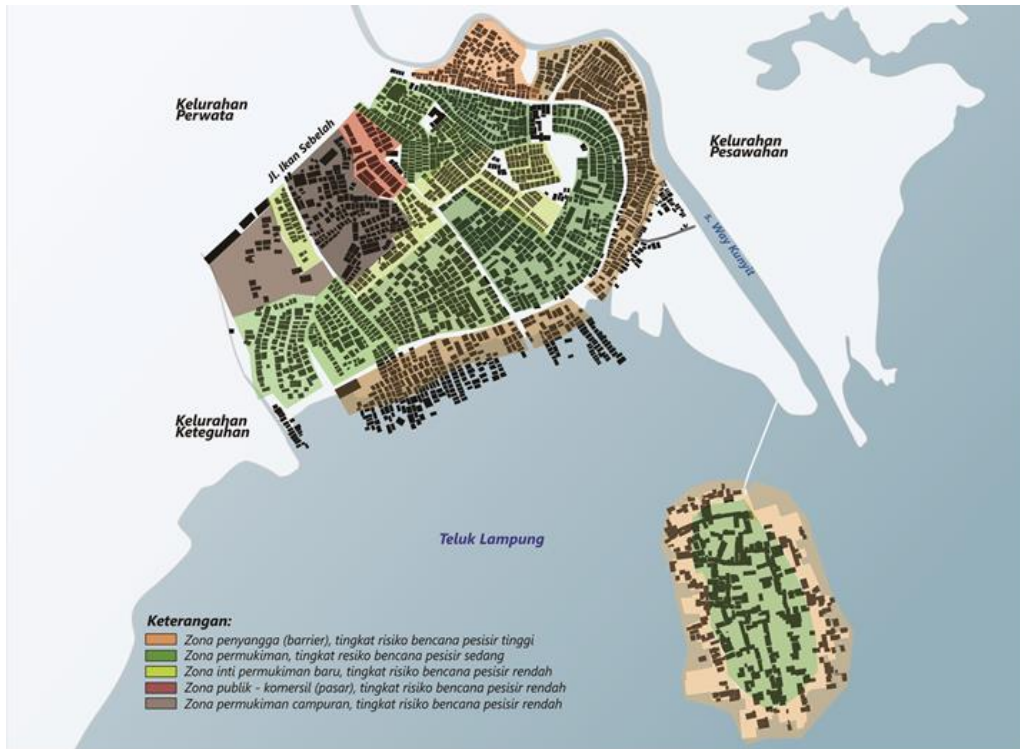 Kelurahan
Perwata
Jl. Ikan Sebelah
Kelurahan
Pesawahan
s. Way Kunyit
Kelurahan
Keteguhan
Teluk Lampung
Keterangan:
Zona penyangga (barrier), tingkat risiko bencana pesisir tinggi
Zona permukiman, tingkat resiko bencana pesisir sedang
Zona inti permukiman baru, tingkat risiko bencana pesisir rendah
Zona publik - komersil (pasar), tingkat risiko bencana pesisir rendah
Zona permukiman campuran, tingkat risiko bencana pesisir rendah